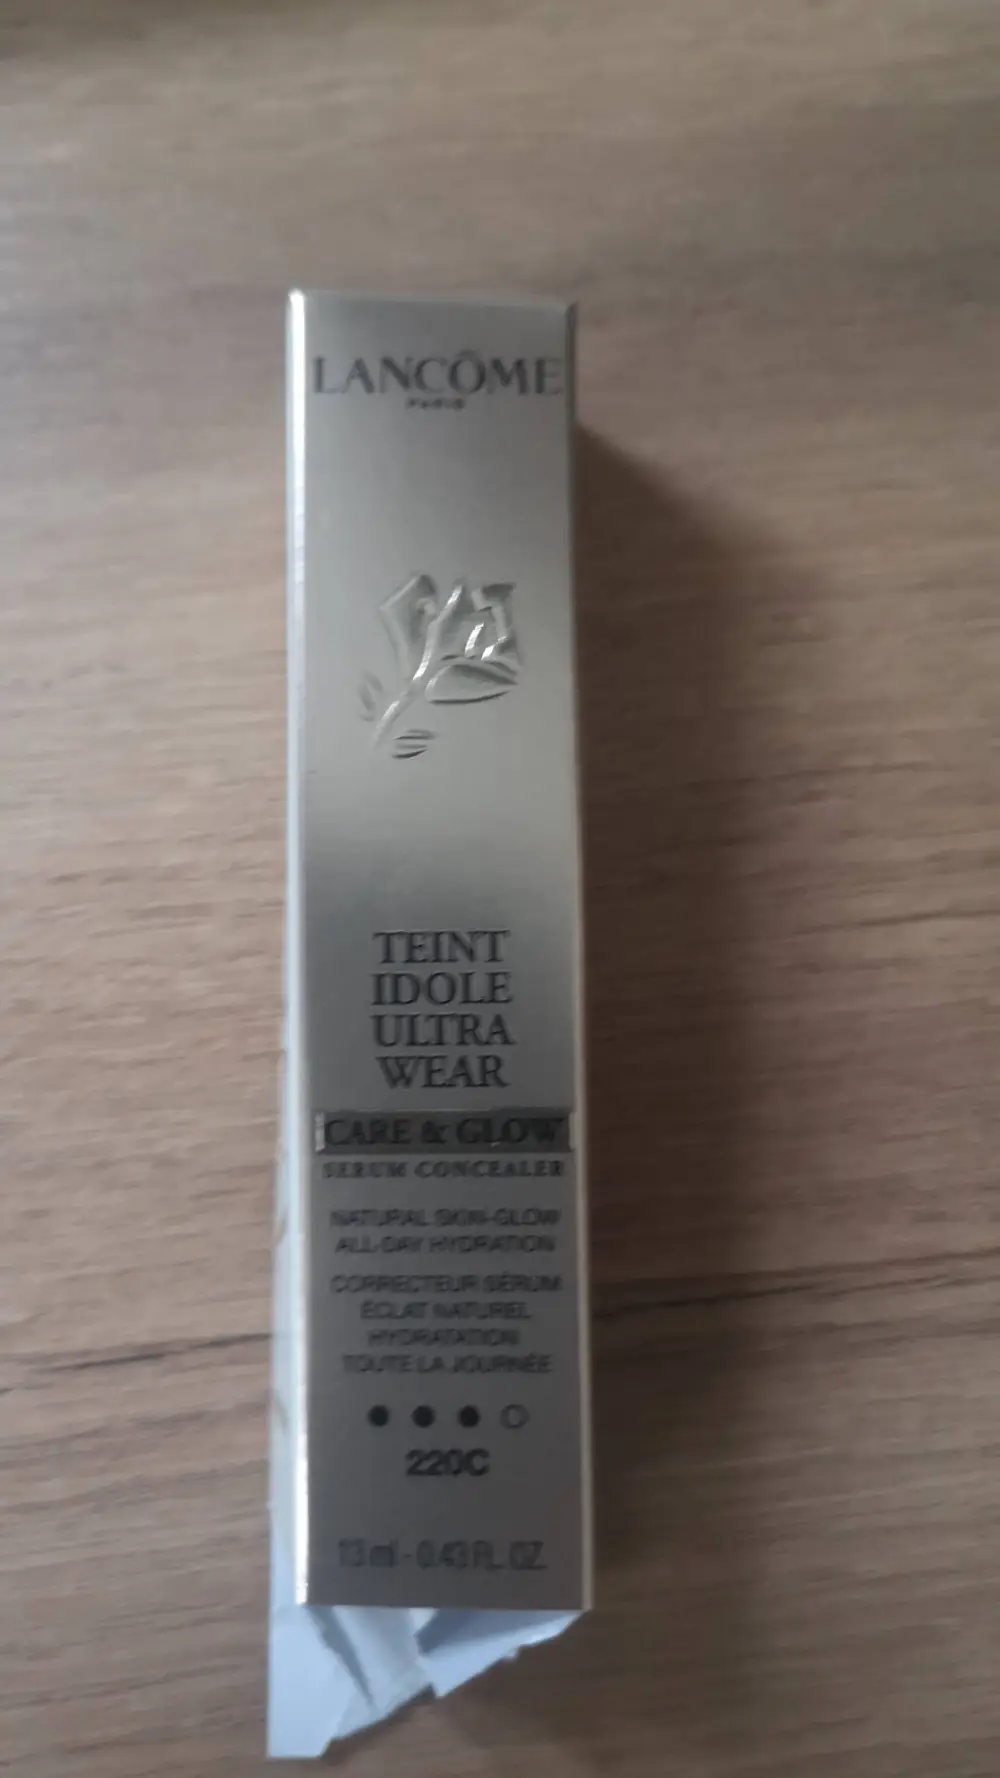 LANCÔME
PARIS
TEINT
IDOLE
ULTRA
WEAR
CARE & GLOW
SERUM CONCEALER
NATURAL SKIN-GLOW
ALL-DAY HYDRATION
CORRECTEUR SÉRUM
ÉCLAT NATUREL
HYDRATATION
TOUTE LA JOURNÉE
220C
13 ml - 0.43 FL. OZ.